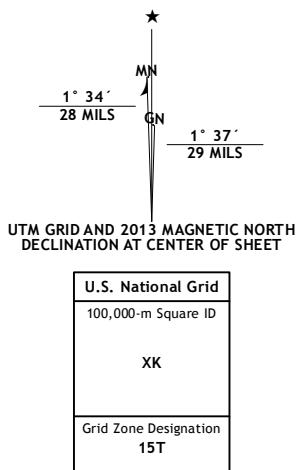 ★
MN
1° 34´
28 MILS
GN
1° 37´
29 MILS
UTM GRID AND 2013 MAGNETIC NORTH
DECLINATION AT CENTER OF SHEET
U.S. National Grid
100,000-m Square ID
XK
Grid Zone Designation
15T